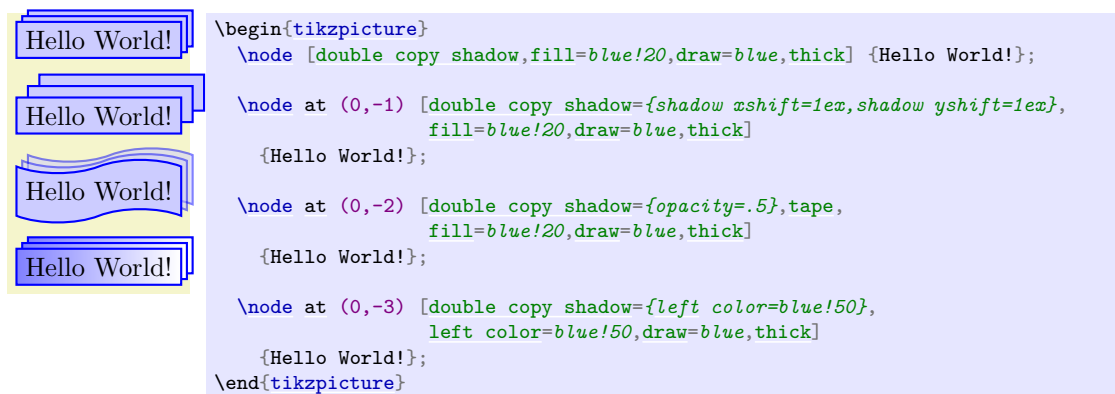 Hello World!
Hello World!
Hello World!
Hello World!
\begin{tikzpicture}
  \node [double copy shadow,fill=blue!20,draw=blue,thick] {Hello World!};

  \node at (0,-1) [double copy shadow={shadow xshift=1ex,shadow yshift=1ex},
                   fill=blue!20,draw=blue,thick]
    {Hello World!};

  \node at (0,-2) [double copy shadow={opacity=.5},tape,
                   fill=blue!20,draw=blue,thick]
    {Hello World!};

  \node at (0,-3) [double copy shadow={left color=blue!50},
                   left color=blue!50,draw=blue,thick]
    {Hello World!};
\end{tikzpicture}